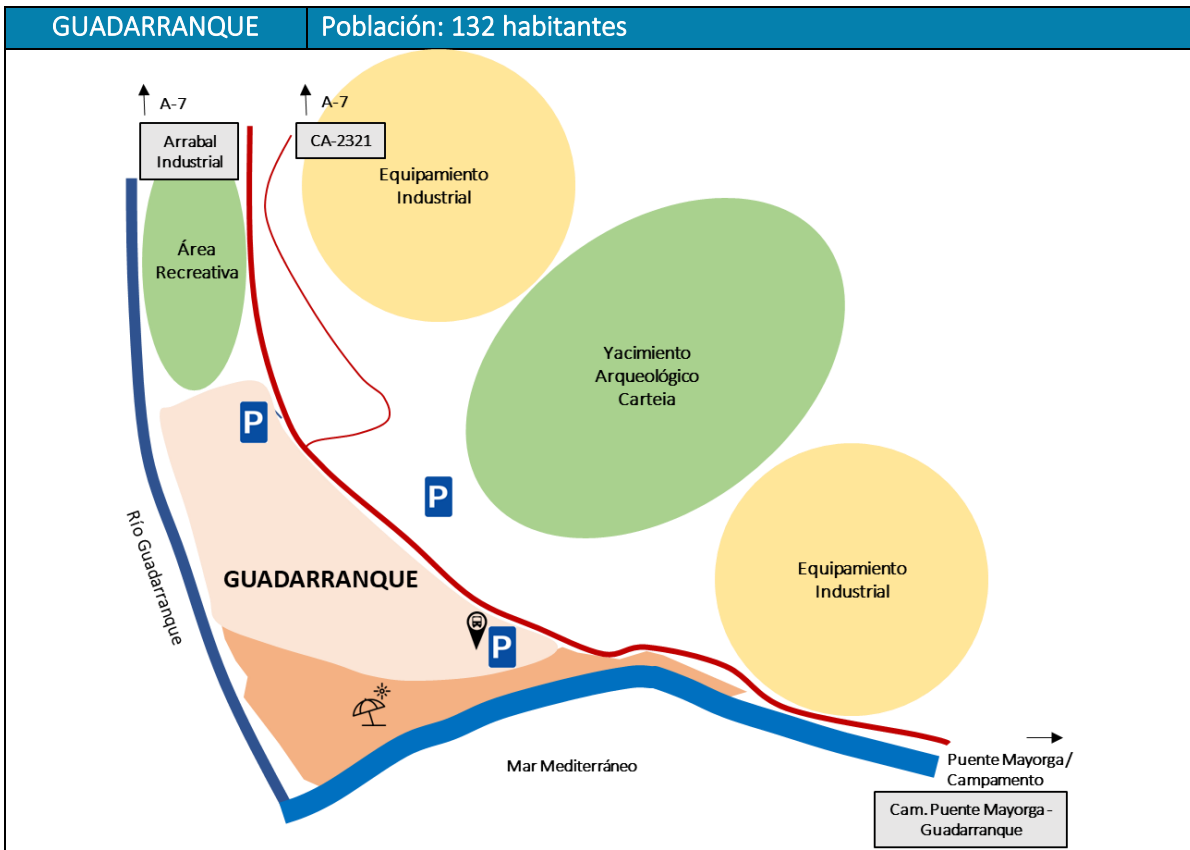 GUADARRANQUE
Población: 132 habitantes
A-7
A-7
Arrabal
Industrial
CA-2321
Equipamiento
Industrial
Área
Recreativa
Yacimiento
Arqueológico
Carteia
P
P
Río Guadarranque
GUADARRANQUE
Equipamiento
Industrial
P
Mar Mediterráneo
Puente Mayorga/
Campamento
Cam. Puente Mayorga -
Guadarranque